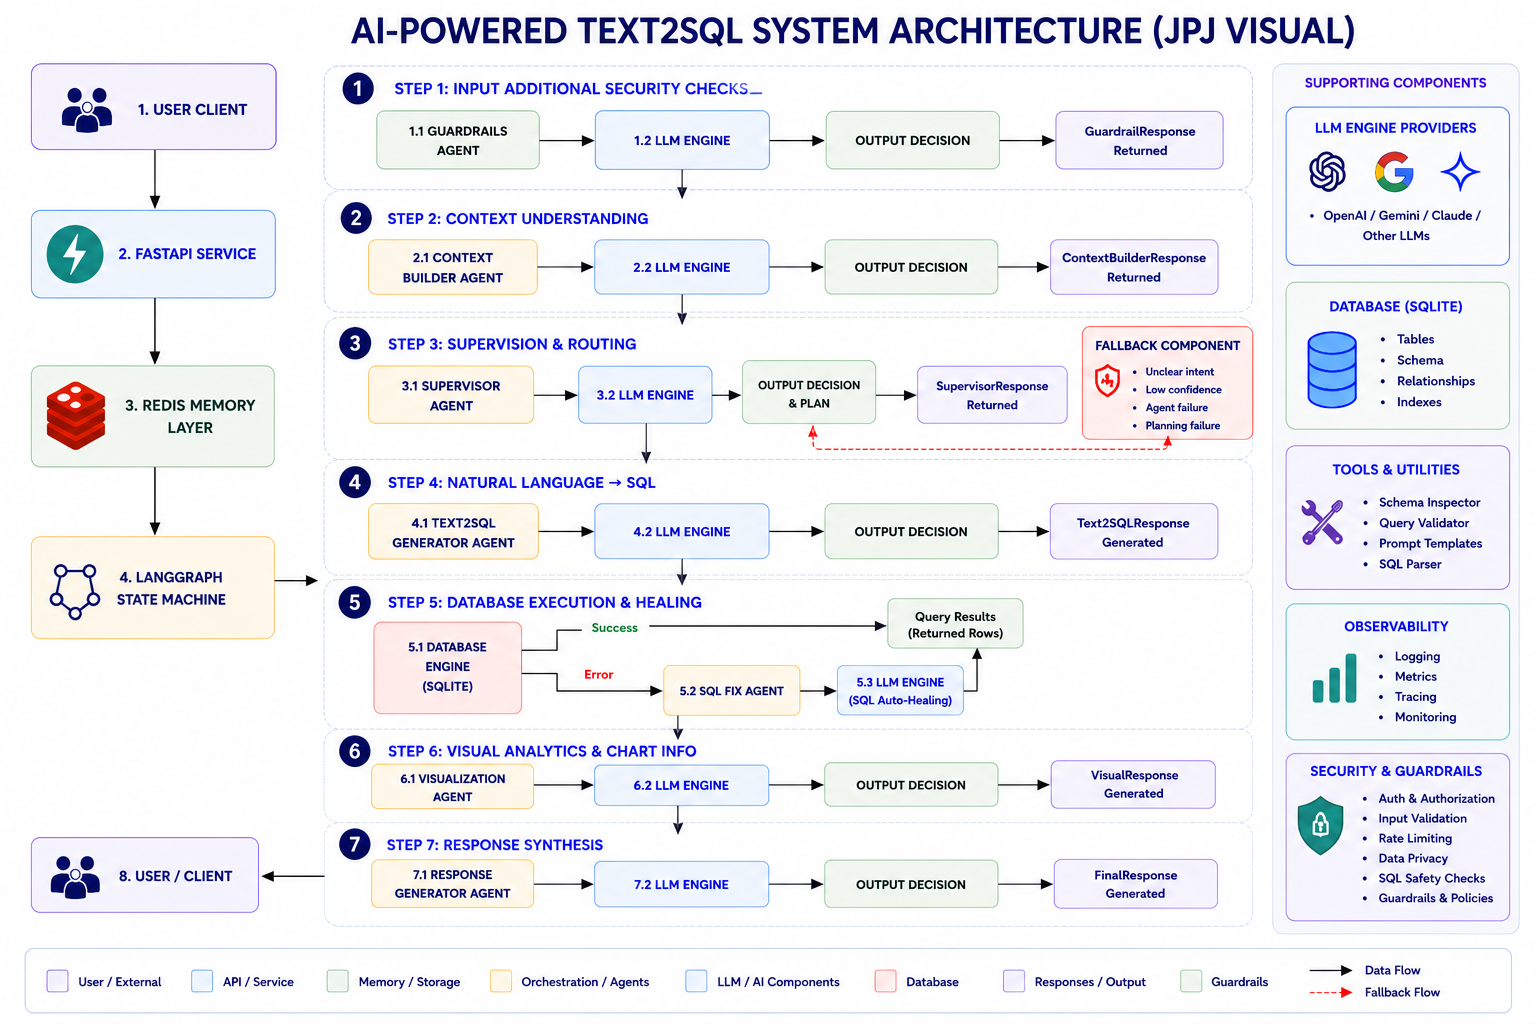 AI-POWERED TEXT2SQL SYSTEM ARCHITECTURE (JPJ VISUAL)
1. USER CLIENT
2. FASTAPI SERVICE
3. REDIS MEMORY
LAYER
4. LANGGRAPH
STATE MACHINE
8. USER / CLIENT
1
STEP 1: INPUT ADDITIONAL SECURITY CHECKS...
1.1 GUARDRAILS
AGENT
1.2 LLM ENGINE
OUTPUT DECISION
GuardrailResponse
Returned
2
STEP 2: CONTEXT UNDERSTANDING
2.1 CONTEXT
BUILDER AGENT
2.2 LLM ENGINE
OUTPUT DECISION
ContextBuilderResponse
Returned
3
STEP 3: SUPERVISION & ROUTING
3.1 SUPERVISOR
AGENT
3.2 LLM ENGINE
OUTPUT DECISION
& PLAN
SupervisorResponse
Returned
FALLBACK COMPONENT
• Unclear intent
• Low confidence
• Agent failure
• Planning failure
4
STEP 4: NATURAL LANGUAGE → SQL
4.1 TEXT2SQL
GENERATOR AGENT
4.2 LLM ENGINE
OUTPUT DECISION
Text2SQLResponse
Generated
5
STEP 5: DATABASE EXECUTION & HEALING
5.1 DATABASE
ENGINE
(SQLITE)
Success
Error
Query Results
(Returned Rows)
5.2 SQL FIX AGENT
5.3 LLM ENGINE
(SQL Auto-Healing)
6
STEP 6: VISUAL ANALYTICS & CHART INFO
6.1 VISUALIZATION
AGENT
6.2 LLM ENGINE
OUTPUT DECISION
VisualResponse
Generated
7
STEP 7: RESPONSE SYNTHESIS
7.1 RESPONSE
GENERATOR AGENT
7.2 LLM ENGINE
OUTPUT DECISION
FinalResponse
Generated
SUPPORTING COMPONENTS
LLM ENGINE PROVIDERS
• OpenAI / Gemini / Claude /
Other LLMs
DATABASE (SQLITE)
• Tables
• Schema
• Relationships
• Indexes
TOOLS & UTILITIES
• Schema Inspector
• Query Validator
• Prompt Templates
• SQL Parser
OBSERVABILITY
• Logging
• Metrics
• Tracing
• Monitoring
SECURITY & GUARDRAILS
• Auth & Authorization
• Input Validation
• Rate Limiting
• Data Privacy
• SQL Safety Checks
• Guardrails & Policies
User / External
API / Service
Memory / Storage
Orchestration / Agents
LLM / AI Components
Database
Responses / Output
Guardrails
Data Flow
Fallback Flow